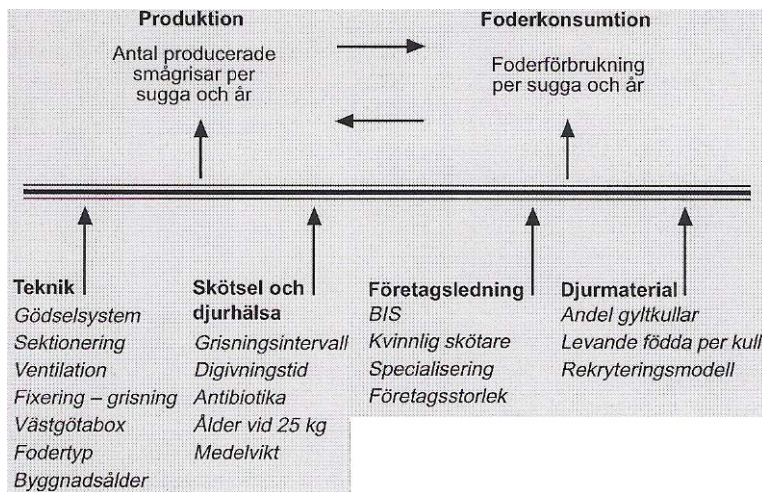 Produktion
Antal producerade
smågrisar per
sugga och år
Foderkonsumtion
Foderförbrukning
per sugga och år
Teknik
Gödselsystem
Sektionering
Ventilation
Fixering – grisning
Västgötabox
Fodertyp
Byggnadsålder
Skötsel och
djurhälsa
Grisningsintervall
Digivningstid
Antibiotika
Ålder vid 25 kg
Medelvikt
Företagsledning
BIS
Kvinnlig skötare
Specialisering
Företagsstorlek
Djurmaterial
Andel gyltkullar
Levande födda per kull
Rekryteringsmodell